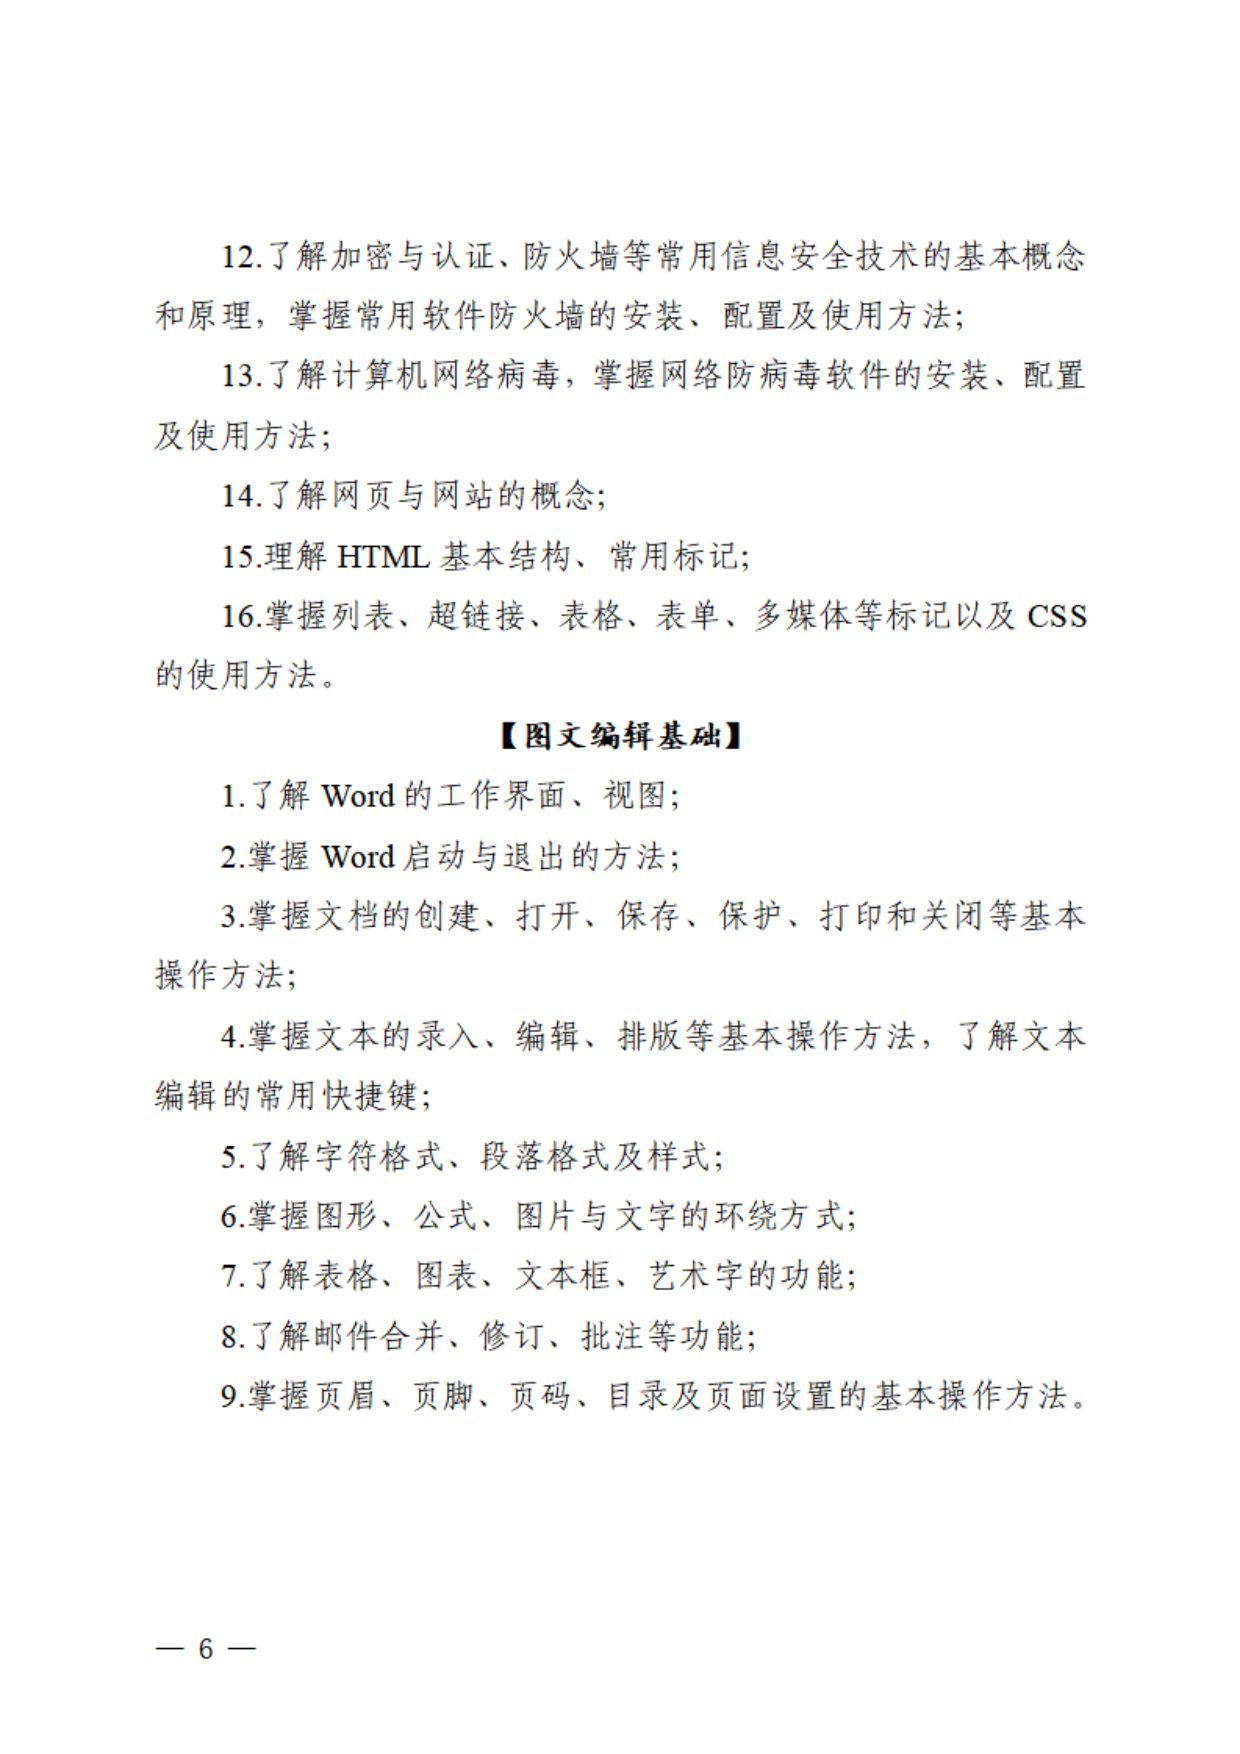 12.了解加密与认证、防火墙等常用信息安全技术的基本概念
和原理，掌握常用软件防火墙的安装、配置及使用方法；
13.了解计算机网络病毒，掌握网络防病毒软件的安装、配置
及使用方法；
14.了解网页与网站的概念；
15.理解 HTML 基本结构、常用标记；
16.掌握列表、超链接、表格、表单、多媒体等标记以及 CSS
的使用方法。
【图文编辑基础】
1.了解 Word 的工作界面、视图；
2.掌握 Word 启动与退出的方法；
3.掌握文档的创建、打开、保存、保护、打印和关闭等基本
操作方法；
4.掌握文本的录入、编辑、排版等基本操作方法，了解文本
编辑的常用快捷键；
5.了解字符格式、段落格式及样式；
6.掌握图形、公式、图片与文字的环绕方式；
7.了解表格、图表、文本框、艺术字的功能；
8.了解邮件合并、修订、批注等功能；
9.掌握页眉、页脚、页码、目录及页面设置的基本操作方法。
— 6 —